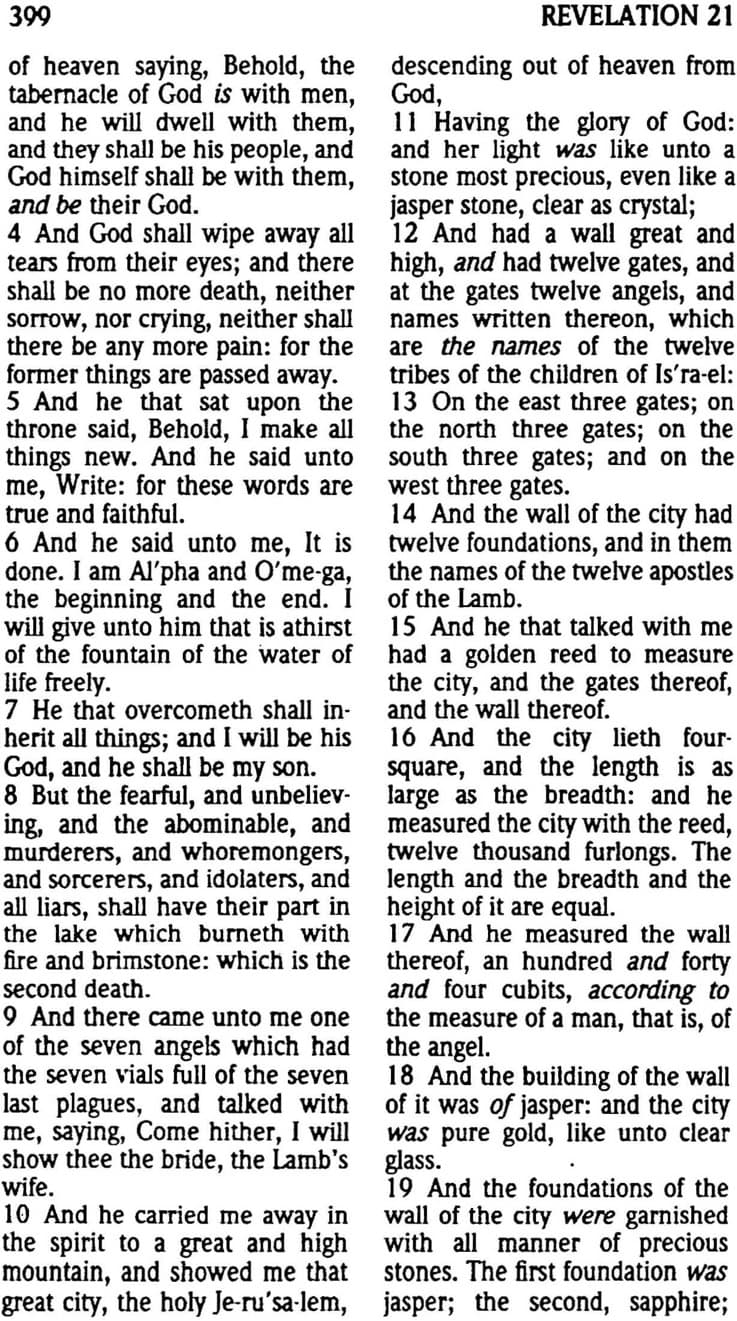 399
REVELATION 21
of heaven saying, Behold, the
tabernacle of God is with men,
and he will dwell with them,
and they shall be his people, and
God himself shall be with them,
and be their God.
4 And God shall wipe away all
tears from their eyes; and there
shall be no more death, neither
sorrow, nor crying, neither shall
there be any more pain: for the
former things are passed away.
5 And he that sat upon the
throne said, Behold, I make all
things new. And he said unto
me, Write: for these words are
true and faithful.
6 And he said unto me, It is
done. I am Al'pha and O'me-ga,
the beginning and the end. I
will give unto him that is athirst
of the fountain of the water of
life freely.
7 He that overcometh shall in-
herit all things; and I will be his
God, and he shall be my son.
8 But the fearful, and unbeliev-
ing, and the abominable, and
murderers, and whoremongers,
and sorcerers, and idolaters, and
all liars, shall have their part in
the lake which burneth with
fire and brimstone: which is the
second death.
9 And there came unto me one
of the seven angels which had
the seven vials full of the seven
last plagues, and talked with
me, saying, Come hither, I will
show thee the bride, the Lamb's
wife.
10 And he carried me away in
the spirit to a great and high
mountain, and showed me that
great city, the holy Je-ru'sa-lem,
descending out of heaven from
God,
11 Having the glory of God:
and her light was like unto a
stone most precious, even like a
jasper stone, clear as crystal;
12 And had a wall great and
high, and had twelve gates, and
at the gates twelve angels, and
names written thereon, which
are the names of the twelve
tribes of the children of Is'ra-el:
13 On the east three gates; on
the north three gates; on the
south three gates; and on the
west three gates.
14 And the wall of the city had
twelve foundations, and in them
the names of the twelve apostles
of the Lamb.
15 And he that talked with me
had a golden reed to measure
the city, and the gates thereof,
and the wall thereof.
16 And the city lieth four-
square, and the length is as
large as the breadth: and he
measured the city with the reed,
twelve thousand furlongs. The
length and the breadth and the
height of it are equal.
17 And he measured the wall
thereof, an hundred and forty
and four cubits, according to
the measure of a man, that is, of
the angel.
18 And the building of the wall
of it was of jasper: and the city
was pure gold, like unto clear
glass.
19 And the foundations of the
wall of the city were garnished
with all manner of precious
stones. The first foundation was
jasper; the second, sapphire;